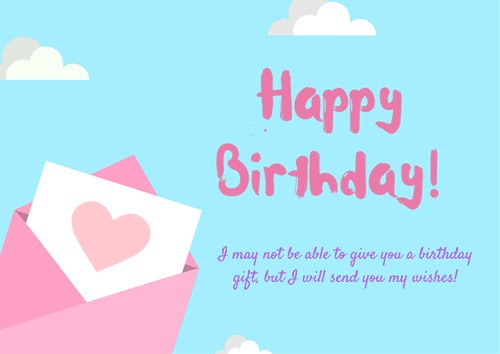 Happy
Birthday!
I may not be able to give you a birthday
gift, but I will send you my wishes!